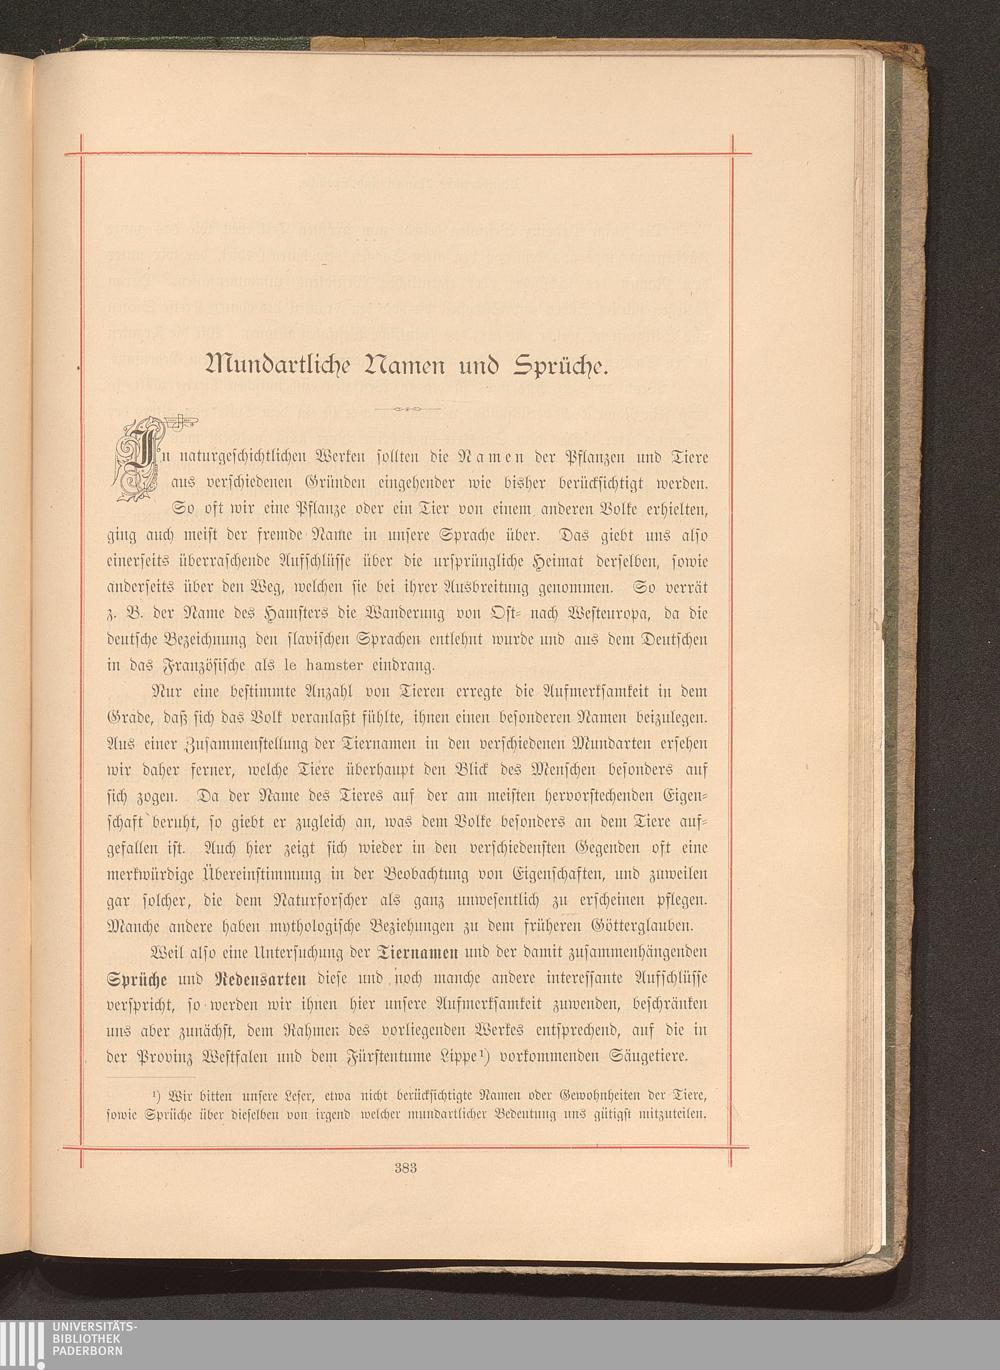 Mundartliche Namen und Sprüche.
In naturgeschichtlichen Werken sollten die Namen der Pflanzen und Tiere
aus verschiedenen Gründen eingehender wie bisher berücksichtigt werden.
So oft wir eine Pflanze oder ein Tier von einem anderen Volke erhielten,
ging auch meist der fremde Name in unsere Sprache über. Das giebt uns also
einerseits überraschende Aufschlüsse über die ursprüngliche Heimat derselben, sowie
anderseits über den Weg, welchen sie bei ihrer Ausbreitung genommen. So verrät
z. B. der Name des Hamsters die Wanderung von Ost- nach Westeuropa, da die
deutsche Bezeichnung den slavischen Sprachen entlehnt wurde und aus dem Deutschen
in das Französische als le hamster eindrang.
Nur eine bestimmte Anzahl von Tieren erregte die Aufmerksamkeit in dem
Grade, daß sich das Volk veranlaßt fühlte, ihnen einen besonderen Namen beizulegen.
Aus einer Zusammenstellung der Tiernamen in den verschiedenen Mundarten ersehen
wir daher ferner, welche Tiere überhaupt den Blick des Menschen besonders auf
sich zogen. Da der Name des Tieres auf der am meisten hervorstechenden Eigen-
schaft beruht, so giebt er zugleich an, was dem Volke besonders an dem Tiere auf-
gefallen ist. Auch hier zeigt sich wieder in den verschiedensten Gegenden oft eine
merkwürdige Übereinstimmung in der Beobachtung von Eigenschaften, und zuweilen
gar solcher, die dem Naturforscher als ganz unwesentlich zu erscheinen pflegen.
Manche andere haben mythologische Beziehungen zu dem früheren Götterglauben.
Weil also eine Untersuchung der Tiernamen und der damit zusammenhängenden
Sprüche und Redensarten diese und noch manche andere interessante Aufschlüsse
verspricht, so werden wir ihnen hier unsere Aufmerksamkeit zuwenden, beschränken
uns aber zunächst, dem Rahmen des vorliegenden Werkes entsprechend, auf die in
der Provinz Westfalen und dem Fürstentume Lippe¹) vorkommenden Säugetiere.
¹) Wir bitten unsere Leser, etwa nicht berücksichtigte Namen oder Gewohnheiten der Tiere,
sowie Sprüche über dieselben von irgend welcher mundartlicher Bedeutung uns gütigst mitzuteilen.
383
UNIVERSITÄTS-
BIBLIOTHEK
PADERBORN